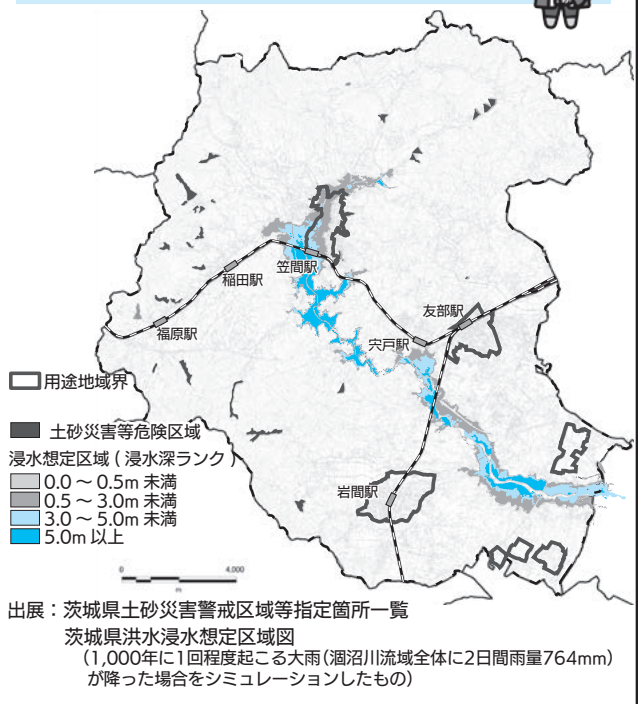 笠間駅
稲田駅
福原駅
友部駅
宍戸駅
岩間駅
用途地域界
土砂災害等危険区域
浸水想定区域 ( 浸水深ランク )
0.0 ～ 0.5m 未満
0.5 ～ 3.0m 未満
3.0 ～ 5.0m 未満
5.0m 以上
0 4,000
m
出展：茨城県土砂災害警戒区域等指定箇所一覧
茨城県洪水浸水想定区域図
(1,000年に1回程度起こる大雨(涸沼川流域全体に2日間雨量764mm)
が降った場合をシミュレーションしたもの)